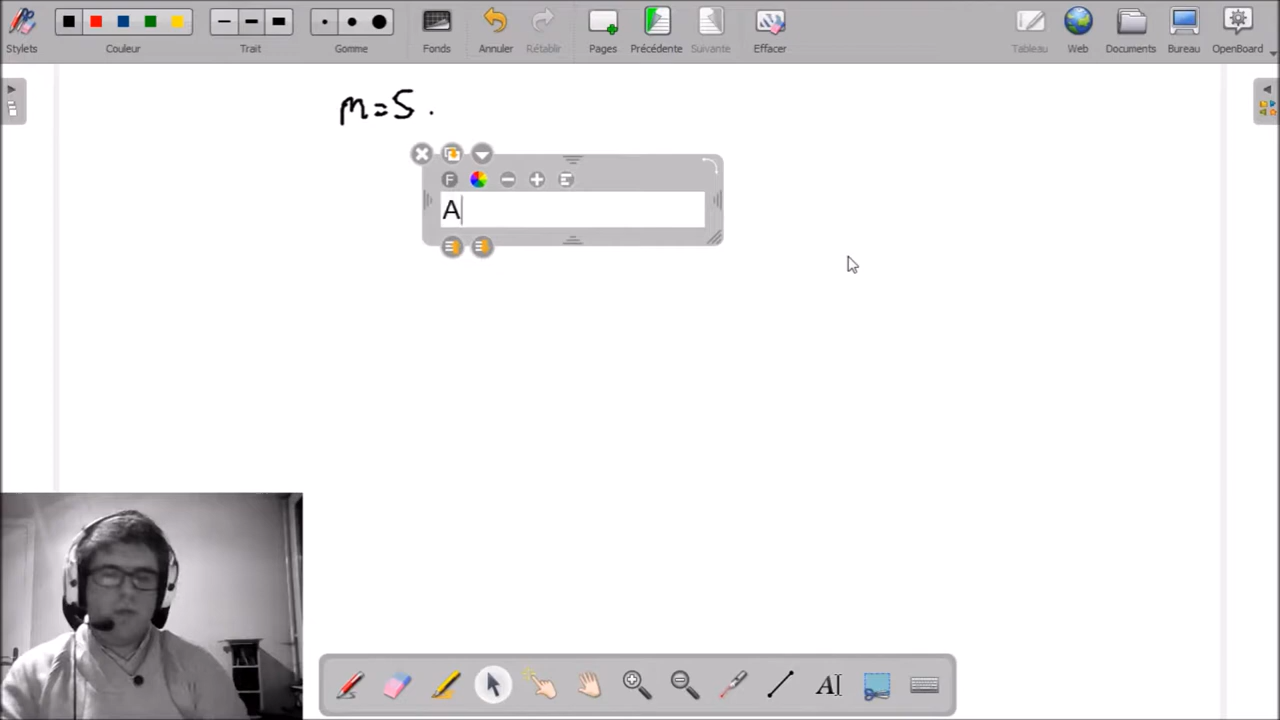 Stylets Couleur Trait Gomme Fonds Annuler Rétablir Pages Précédente Suivante Effacer Tableau Web Documents Bureau OpenBoard
m=5.
F
A
A